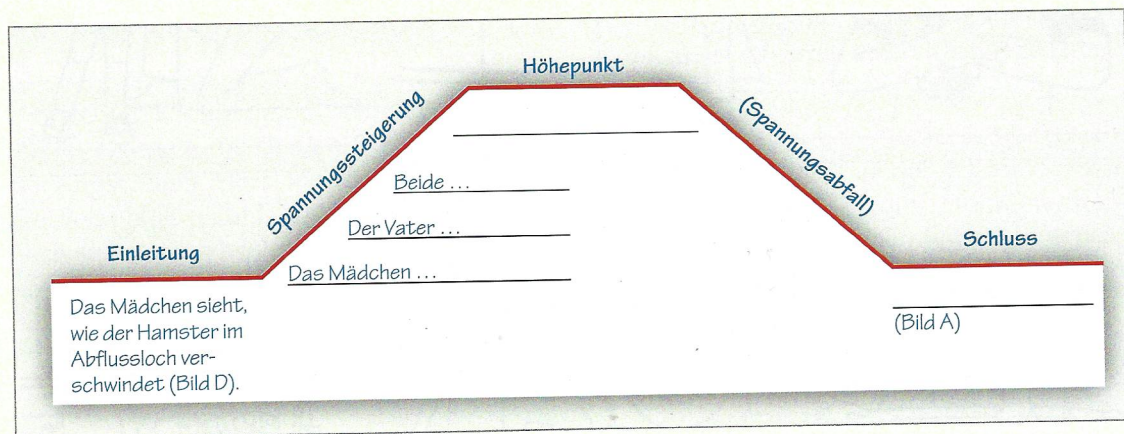 Höhepunkt
Spannungssteigerung
(Spannungsabfall)
Beide ...
Der Vater ...
Einleitung
Schluss
Das Mädchen ...
Das Mädchen sieht,
wie der Hamster im
Abflussloch ver-
schwindet (Bild D).
(Bild A)